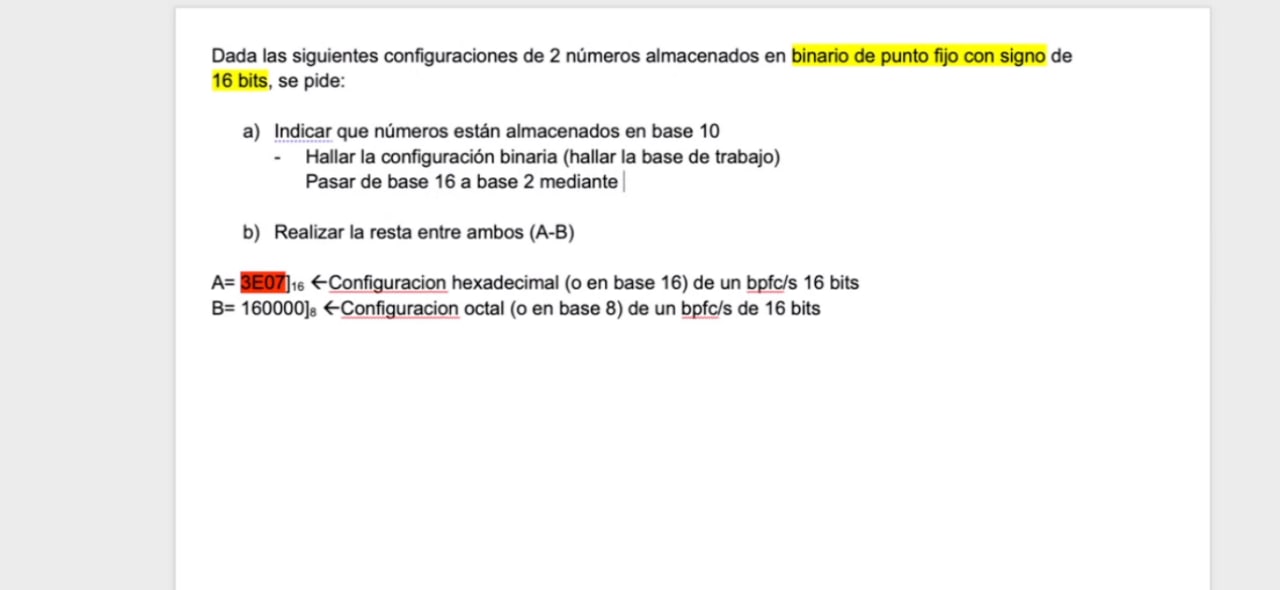 Dada las siguientes configuraciones de 2 números almacenados en binario de punto fijo con signo de
16 bits, se pide:
a) Indicar que números están almacenados en base 10
- Hallar la configuración binaria (hallar la base de trabajo)
Pasar de base 16 a base 2 mediante
b) Realizar la resta entre ambos (A-B)
A= 3E07]₁₆ ←Configuracion hexadecimal (o en base 16) de un bpfc/s 16 bits
B= 160000]₈ ←Configuracion octal (o en base 8) de un bpfc/s de 16 bits